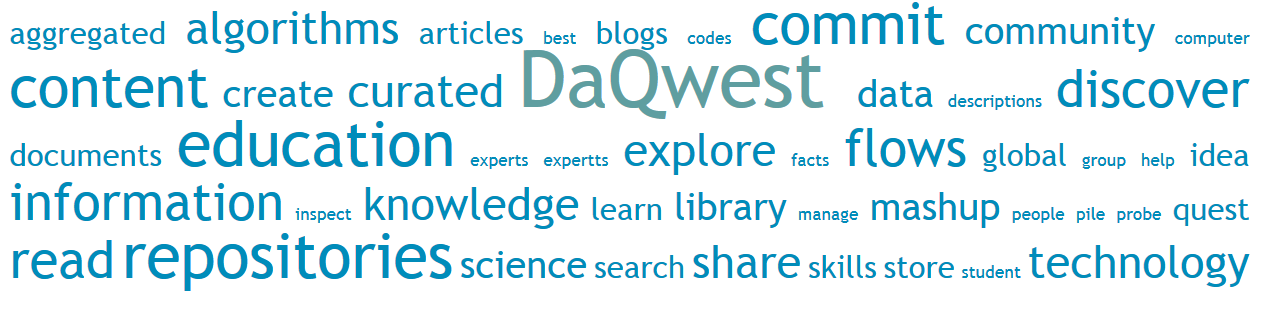 aggregated algorithms articles best blogs codes commit community computer
content create curated DaQwest data descriptions discover
documents education experts expertts explore facts flows global group help idea
information inspect knowledge learn library manage mashup people pile probe quest
read repositories science search share skills store student technology